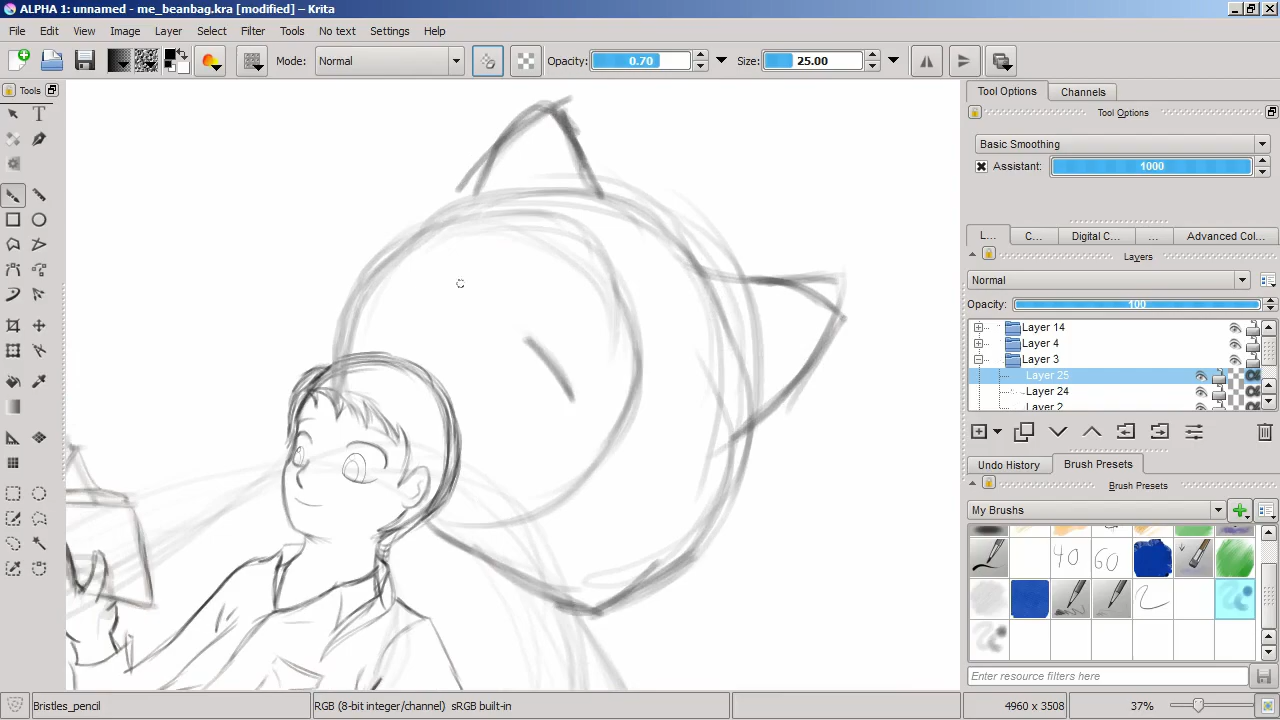 ALPHA 1: unnamed - me_beanbag.kra [modified] – Krita
File Edit View Image Layer Select Filter Tools No text Settings Help
Mode: Normal Opacity: 0.70 Size: 25.00
Tools
Tool Options Channels
Tool Options
Basic Smoothing
Assistant: 1000
L... C... Digital C... ... Advanced Col...
Layers
Normal
Opacity: 100
Layer 14
Layer 4
Layer 3
Layer 25
Layer 24
Layer 2
Undo History Brush Presets
Brush Presets
My Brushs
40 60
Enter resource filters here
Bristles_pencil RGB (8-bit integer/channel) sRGB built-in 4960 x 3508 37%